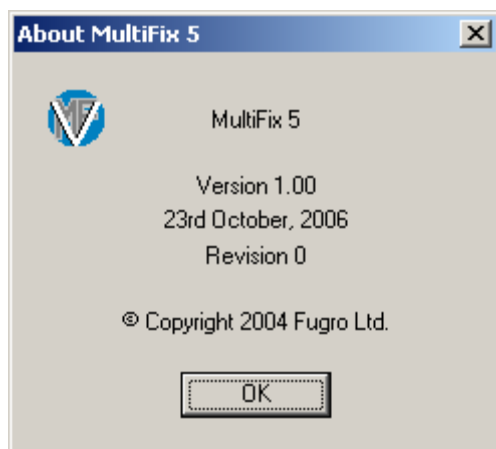 About MultiFix 5
MultiFix 5
Version 1.00
23rd October, 2006
Revision 0
© Copyright 2004 Fugro Ltd.
OK